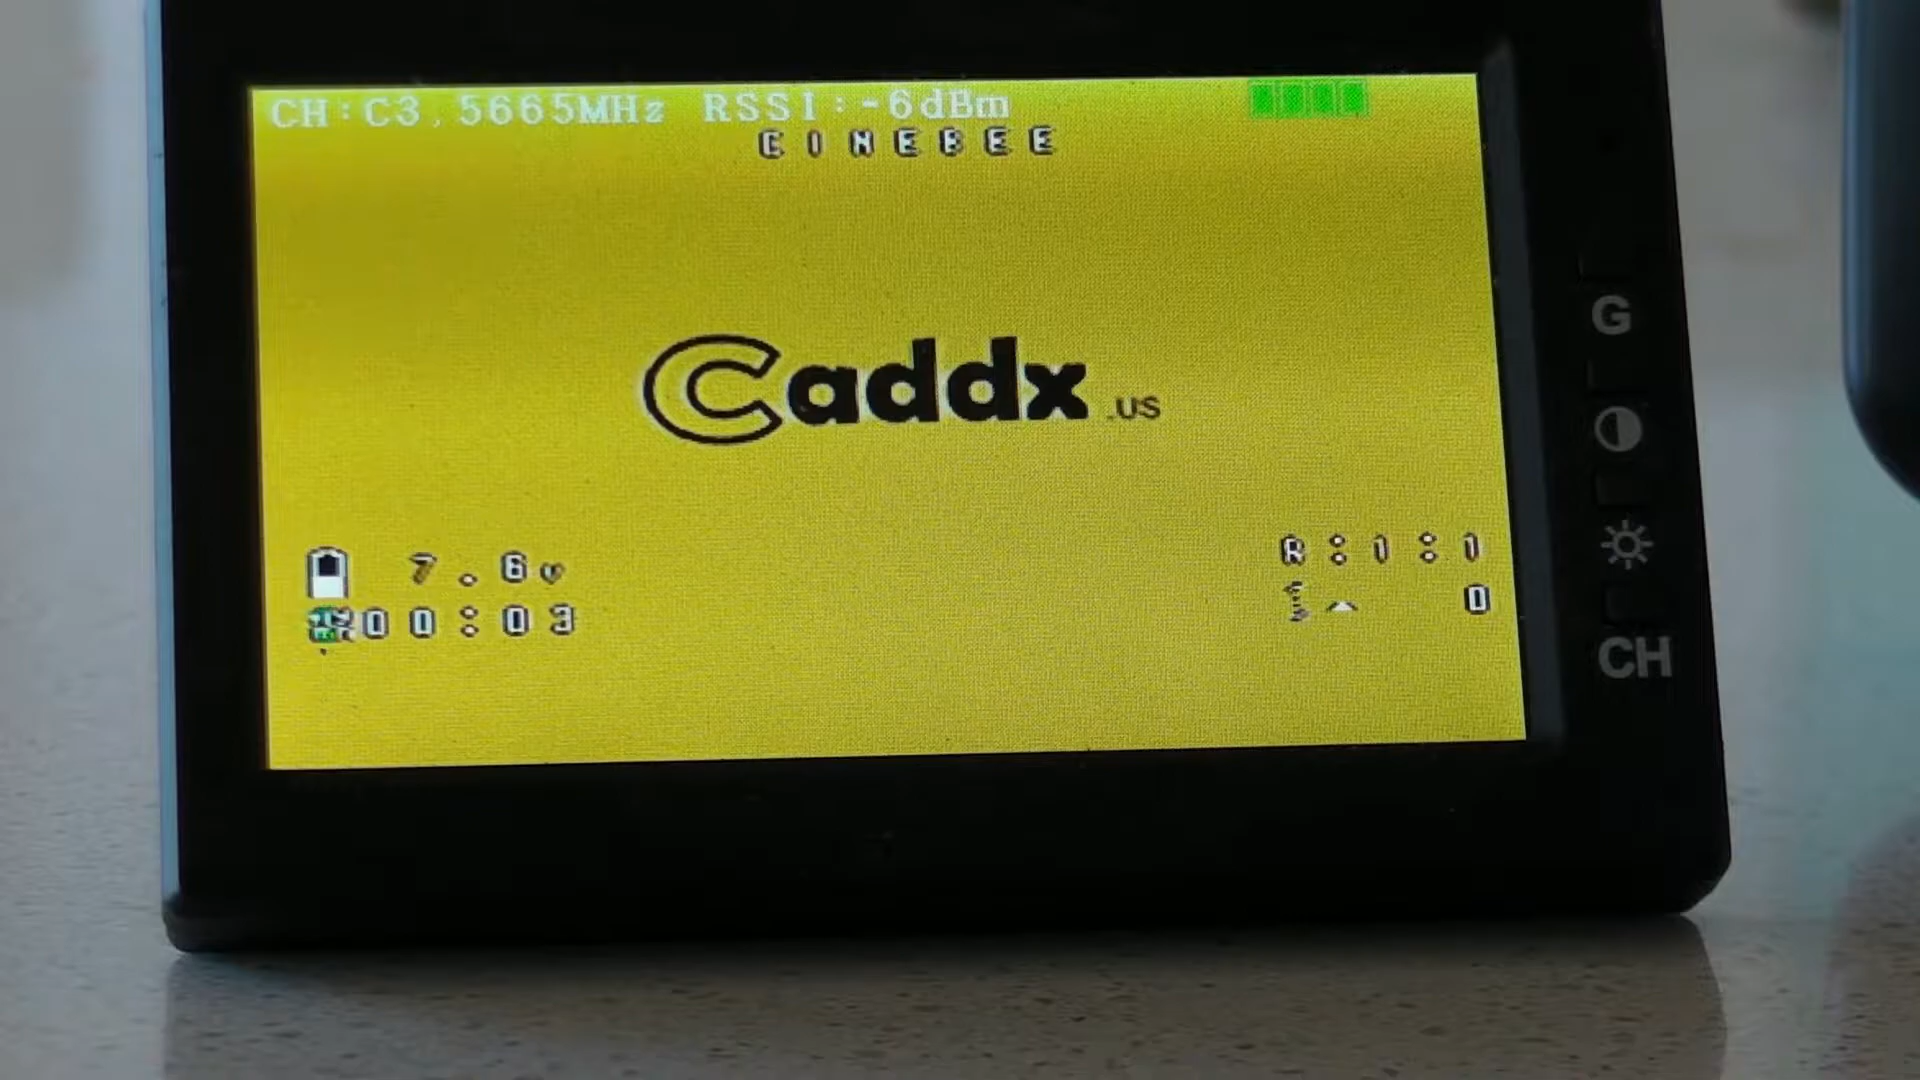 CH:C3,5665MHz RSSI:-6dBm
CINEBEE
Caddx.us
7.6v
00:03
R:1:1
0
G
CH